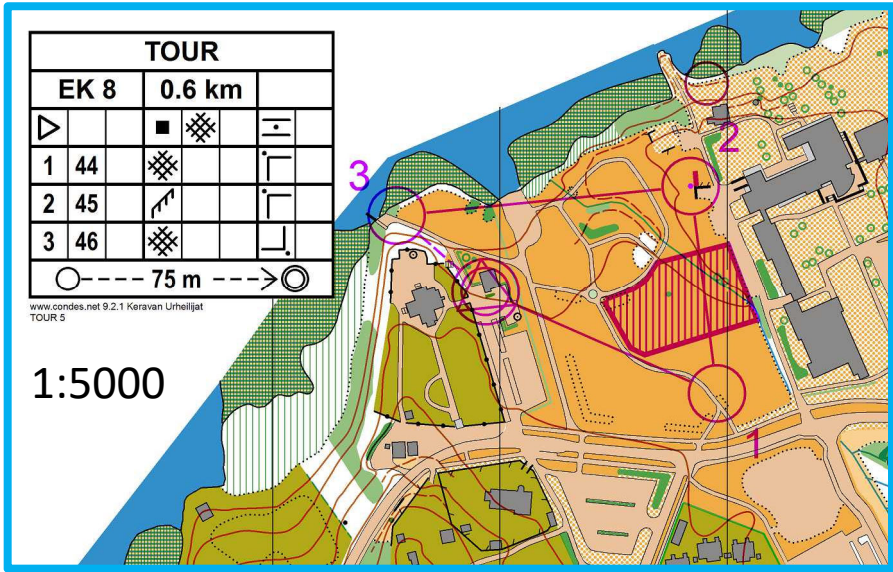 TOUR
EK 8 0.6 km
1 44
2 45
3 46
75 m
www.condes.net 9.2.1 Keravan Urheilijat
TOUR 5
1:5000
3
2
1